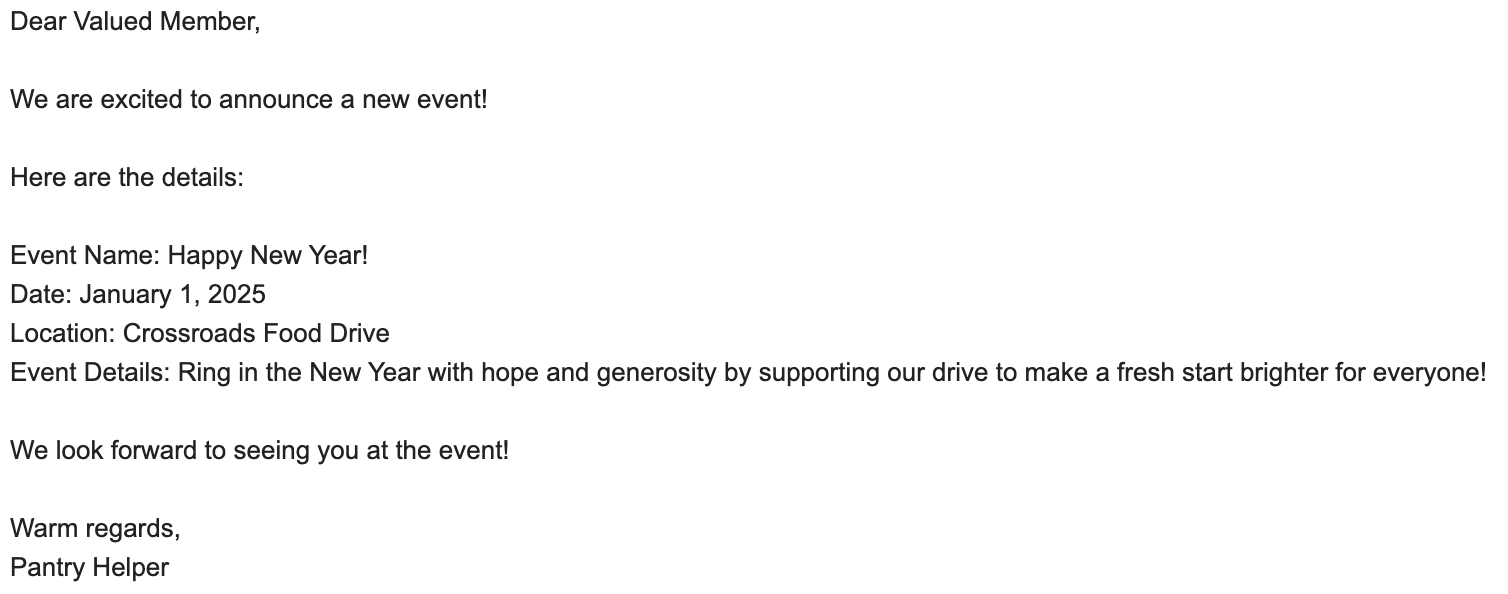 Dear Valued Member,
We are excited to announce a new event!
Here are the details:
Event Name: Happy New Year!
Date: January 1, 2025
Location: Crossroads Food Drive
Event Details: Ring in the New Year with hope and generosity by supporting our drive to make a fresh start brighter for everyone!
We look forward to seeing you at the event!
Warm regards,
Pantry Helper